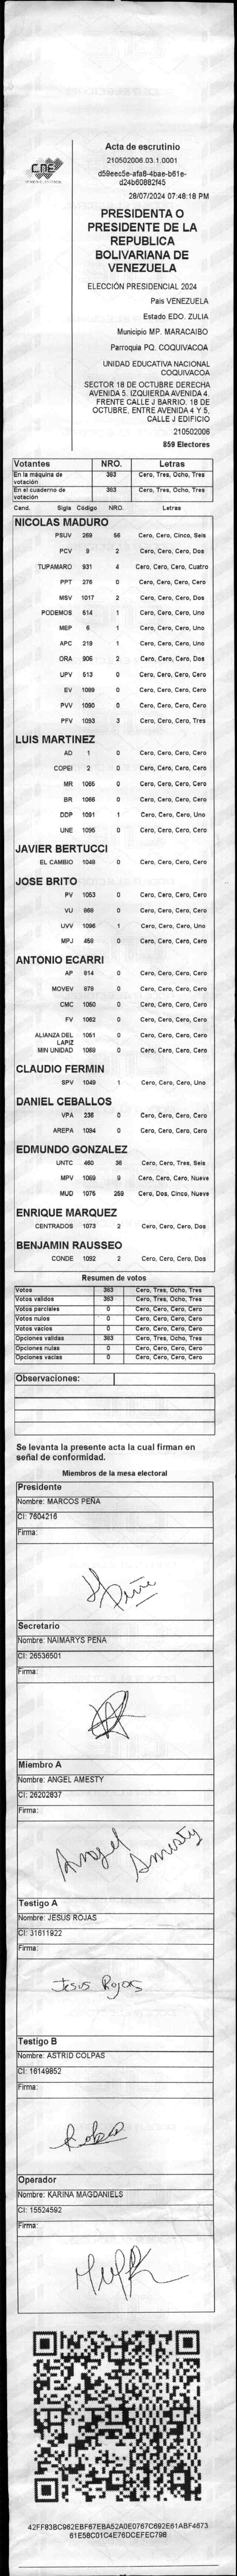 CNE
Acta de escrutinio
210502006.03.1.0001
d59eec5e-afa8-4bae-b61e-
d24b60882f45
28/07/2024 07:48:18 PM
PRESIDENTA O
PRESIDENTE DE LA
REPUBLICA
BOLIVARIANA DE
VENEZUELA
ELECCIÓN PRESIDENCIAL 2024
País VENEZUELA
Estado EDO. ZULIA
Municipio MP. MARACAIBO
Parroquia PQ. COQUIVACOA
UNIDAD EDUCATIVA NACIONAL
COQUIVACOA
SECTOR 18 DE OCTUBRE DERECHA
AVENIDA 5. IZQUIERDA AVENIDA 4.
FRENTE CALLE J BARRIO. 18 DE
OCTUBRE, ENTRE AVENIDA 4 Y 5,
CALLE J EDIFICIO
210502006
859 Electores
Votantes NRO. Letras
En la máquina de votación 383 Cero, Tres, Ocho, Tres
En el cuaderno de votación 383 Cero, Tres, Ocho, Tres
Cand. Sigla Código NRO. Letras
NICOLAS MADURO
PSUV 269 56 Cero, Cero, Cinco, Seis
PCV 9 2 Cero, Cero, Cero, Dos
TUPAMARO 931 4 Cero, Cero, Cero, Cuatro
PPT 276 0 Cero, Cero, Cero, Cero
MSV 1017 2 Cero, Cero, Cero, Dos
PODEMOS 614 1 Cero, Cero, Cero, Uno
MEP 6 1 Cero, Cero, Cero, Uno
APC 219 1 Cero, Cero, Cero, Uno
ORA 906 2 Cero, Cero, Cero, Dos
UPV 513 0 Cero, Cero, Cero, Cero
EV 1089 0 Cero, Cero, Cero, Cero
PVV 1090 0 Cero, Cero, Cero, Cero
PFV 1093 3 Cero, Cero, Cero, Tres
LUIS MARTINEZ
AD 1 0 Cero, Cero, Cero, Cero
COPEI 2 0 Cero, Cero, Cero, Cero
MR 1065 0 Cero, Cero, Cero, Cero
BR 1066 0 Cero, Cero, Cero, Cero
DDP 1091 1 Cero, Cero, Cero, Uno
UNE 1095 0 Cero, Cero, Cero, Cero
JAVIER BERTUCCI
EL CAMBIO 1048 0 Cero, Cero, Cero, Cero
JOSE BRITO
PV 1053 0 Cero, Cero, Cero, Cero
VU 868 0 Cero, Cero, Cero, Cero
UVV 1096 1 Cero, Cero, Cero, Uno
MPJ 459 0 Cero, Cero, Cero, Cero
ANTONIO ECARRI
AP 814 0 Cero, Cero, Cero, Cero
MOVEV 878 0 Cero, Cero, Cero, Cero
CMC 1050 0 Cero, Cero, Cero, Cero
FV 1062 0 Cero, Cero, Cero, Cero
ALIANZA DEL LAPIZ 1051 0 Cero, Cero, Cero, Cero
MIN UNIDAD 1069 0 Cero, Cero, Cero, Cero
CLAUDIO FERMIN
SPV 1049 1 Cero, Cero, Cero, Uno
DANIEL CEBALLOS
VPA 236 0 Cero, Cero, Cero, Cero
AREPA 1094 0 Cero, Cero, Cero, Cero
EDMUNDO GONZALEZ
UNTC 460 36 Cero, Cero, Tres, Seis
MPV 1069 9 Cero, Cero, Cero, Nueve
MUD 1075 259 Cero, Dos, Cinco, Nueve
ENRIQUE MARQUEZ
CENTRADOS 1073 2 Cero, Cero, Cero, Dos
BENJAMIN RAUSSEO
CONDE 1092 2 Cero, Cero, Cero, Dos
Resumen de votos
Votos 383 Cero, Tres, Ocho, Tres
Votos validos 383 Cero, Tres, Ocho, Tres
Votos parciales 0 Cero, Cero, Cero, Cero
Votos nulos 0 Cero, Cero, Cero, Cero
Votos vacios 0 Cero, Cero, Cero, Cero
Opciones validas 383 Cero, Tres, Ocho, Tres
Opciones nulas 0 Cero, Cero, Cero, Cero
Opciones vacias 0 Cero, Cero, Cero, Cero
Observaciones:
Se levanta la presente acta la cual firman en
señal de conformidad.
Miembros de la mesa electoral
Presidente
Nombre: MARCOS PEÑA
CI: 7604216
Firma:
Secretario
Nombre: NAIMARYS PENA
CI: 26536501
Firma:
Miembro A
Nombre: ANGEL AMESTY
CI: 26202837
Firma:
Angel Amesty
Testigo A
Nombre: JESUS ROJAS
CI: 31611922
Firma:
Jesus Rojas
Testigo B
Nombre: ASTRID COLPAS
CI: 16149852
Firma:
Operador
Nombre: KARINA MAGDANIELS
CI: 15524592
Firma:
42FF83BC962EBF67EBA52A0E0767C692E61ABF4673
61E58C01C4E76DCEFEC798